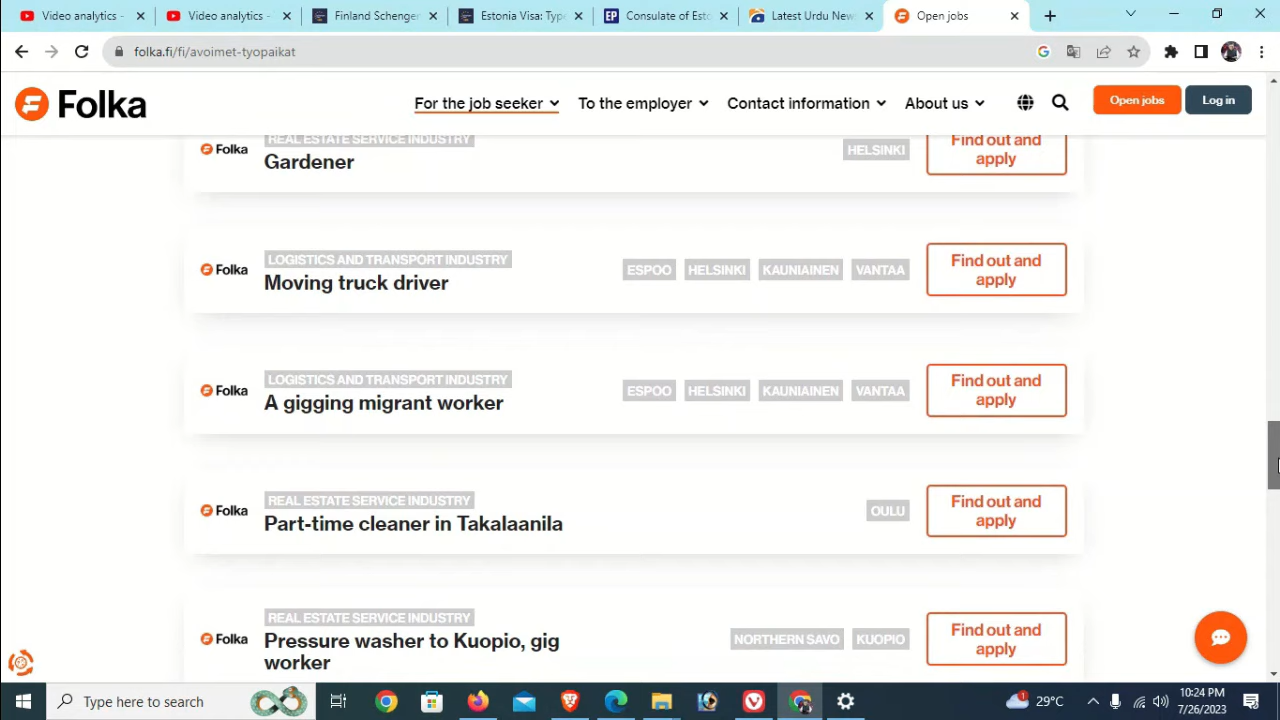 Video analytics
Video analytics -
Finland Schenger
Estonia Visa: Type
Consulate of Esto
Latest Urdu New
Open jobs
folka.fi/fi/avoimet-tyopaikat
Folka
For the job seeker
To the employer
Contact information
About us
Open jobs
Log in
REAL ESTATE SERVICE INDUSTRY
Folka
Gardener
HELSINKI
Find out and
apply
LOGISTICS AND TRANSPORT INDUSTRY
Folka
Moving truck driver
ESPOO
HELSINKI
KAUNIAINEN
VANTAA
Find out and
apply
LOGISTICS AND TRANSPORT INDUSTRY
Folka
A gigging migrant worker
ESPOO
HELSINKI
KAUNIAINEN
VANTAA
Find out and
apply
REAL ESTATE SERVICE INDUSTRY
Folka
Part-time cleaner in Takalaanila
OULU
Find out and
apply
REAL ESTATE SERVICE INDUSTRY
Folka
Pressure washer to Kuopio, gig
worker
NORTHERN SAVO
KUOPIO
Find out and
apply
Type here to search
1
29°C
10:24 PM
7/26/2023